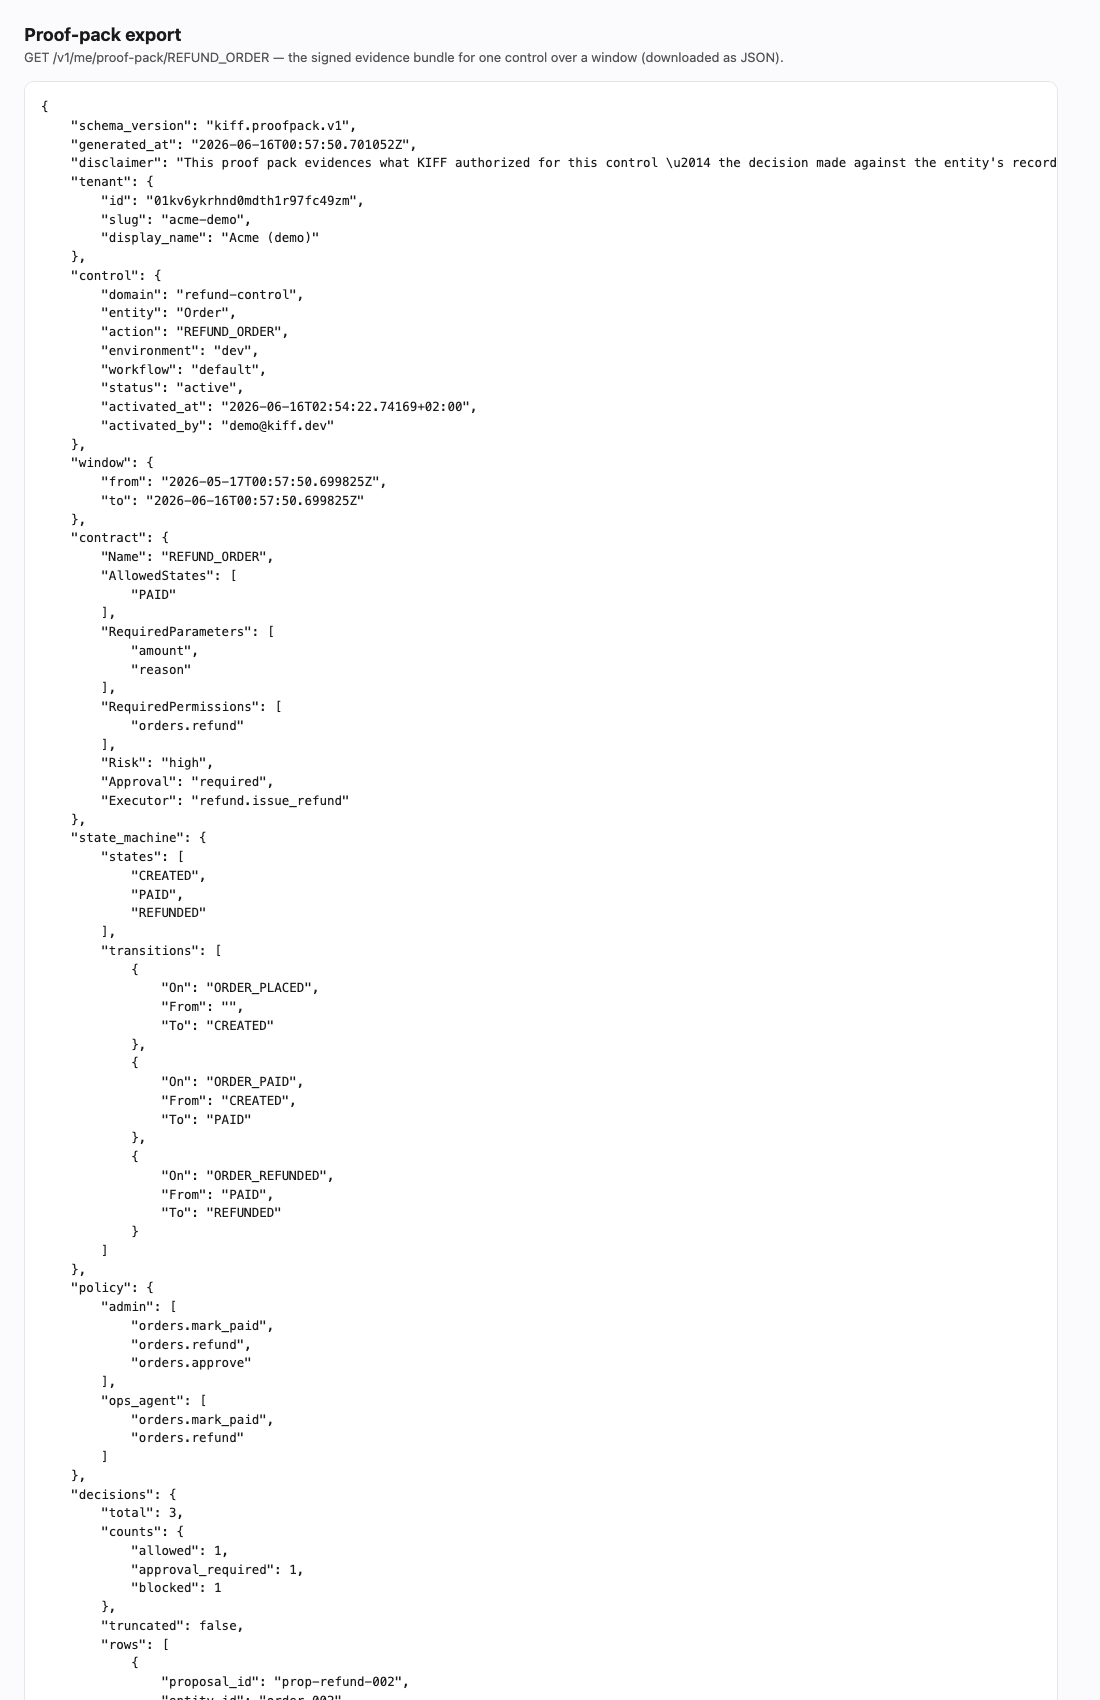 Proof-pack export
GET /v1/me/proof-pack/REFUND_ORDER — the signed evidence bundle for one control over a window (downloaded as JSON).
{
    "schema_version": "kiff.proofpack.v1",
    "generated_at": "2026-06-16T00:57:50.701052Z",
    "disclaimer": "This proof pack evidences what KIFF authorized for this control \u2014 the decision made against the entity's record
    "tenant": {
        "id": "01kv6ykrhnd0mdth1r97fc49zm",
        "slug": "acme-demo",
        "display_name": "Acme (demo)"
    },
    "control": {
        "domain": "refund-control",
        "entity": "Order",
        "action": "REFUND_ORDER",
        "environment": "dev",
        "workflow": "default",
        "status": "active",
        "activated_at": "2026-06-16T02:54:22.74169+02:00",
        "activated_by": "demo@kiff.dev"
    },
    "window": {
        "from": "2026-05-17T00:57:50.699825Z",
        "to": "2026-06-16T00:57:50.699825Z"
    },
    "contract": {
        "Name": "REFUND_ORDER",
        "AllowedStates": [
            "PAID"
        ],
        "RequiredParameters": [
            "amount",
            "reason"
        ],
        "RequiredPermissions": [
            "orders.refund"
        ],
        "Risk": "high",
        "Approval": "required",
        "Executor": "refund.issue_refund"
    },
    "state_machine": {
        "states": [
            "CREATED",
            "PAID",
            "REFUNDED"
        ],
        "transitions": [
            {
                "On": "ORDER_PLACED",
                "From": "",
                "To": "CREATED"
            },
            {
                "On": "ORDER_PAID",
                "From": "CREATED",
                "To": "PAID"
            },
            {
                "On": "ORDER_REFUNDED",
                "From": "PAID",
                "To": "REFUNDED"
            }
        ]
    },
    "policy": {
        "admin": [
            "orders.mark_paid",
            "orders.refund",
            "orders.approve"
        ],
        "ops_agent": [
            "orders.mark_paid",
            "orders.refund"
        ]
    },
    "decisions": {
        "total": 3,
        "counts": {
            "allowed": 1,
            "approval_required": 1,
            "blocked": 1
        },
        "truncated": false,
        "rows": [
            {
                "proposal_id": "prop-refund-002",
                "entity_id": "order-002",